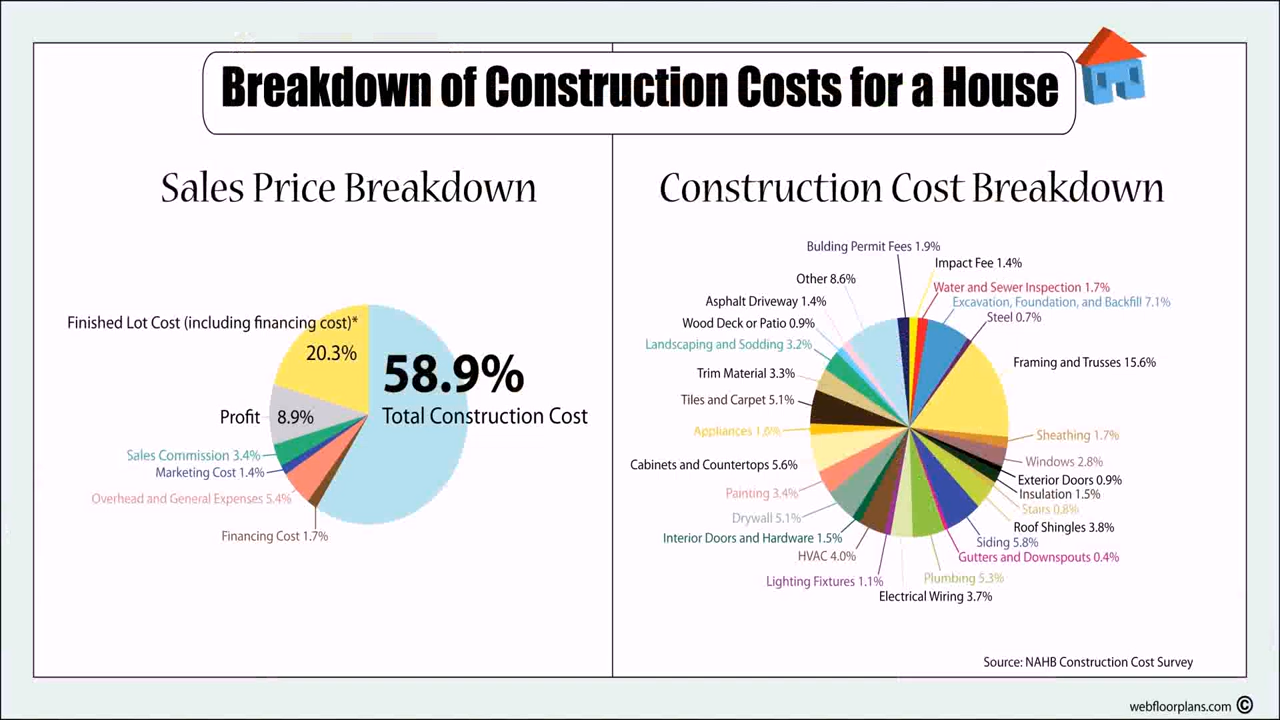 Breakdown of Construction Costs for a House
Sales Price Breakdown
Finished Lot Cost (including financing cost)*
20.3%
58.9%
Total Construction Cost
Profit 8.9%
Sales Commission 3.4%
Marketing Cost 1.4%
Overhead and General Expenses 5.4%
Financing Cost 1.7%
Construction Cost Breakdown
Bulding Permit Fees 1.9%
Impact Fee 1.4%
Water and Sewer Inspection 1.7%
Excavation, Foundation, and Backfill 7.1%
Steel 0.7%
Framing and Trusses 15.6%
Sheathing 1.7%
Windows 2.8%
Exterior Doors 0.9%
Insulation 1.5%
Stairs 0.8%
Roof Shingles 3.8%
Siding 5.8%
Gutters and Downspouts 0.4%
Plumbing 5.3%
Electrical Wiring 3.7%
Lighting Fixtures 1.1%
HVAC 4.0%
Interior Doors and Hardware 1.5%
Drywall 5.1%
Painting 3.4%
Cabinets and Countertops 5.6%
Appliances 1.6%
Tiles and Carpet 5.1%
Trim Material 3.3%
Landscaping and Sodding 3.2%
Wood Deck or Patio 0.9%
Asphalt Driveway 1.4%
Other 8.6%
Source: NAHB Construction Cost Survey
webfloorplans.com ©